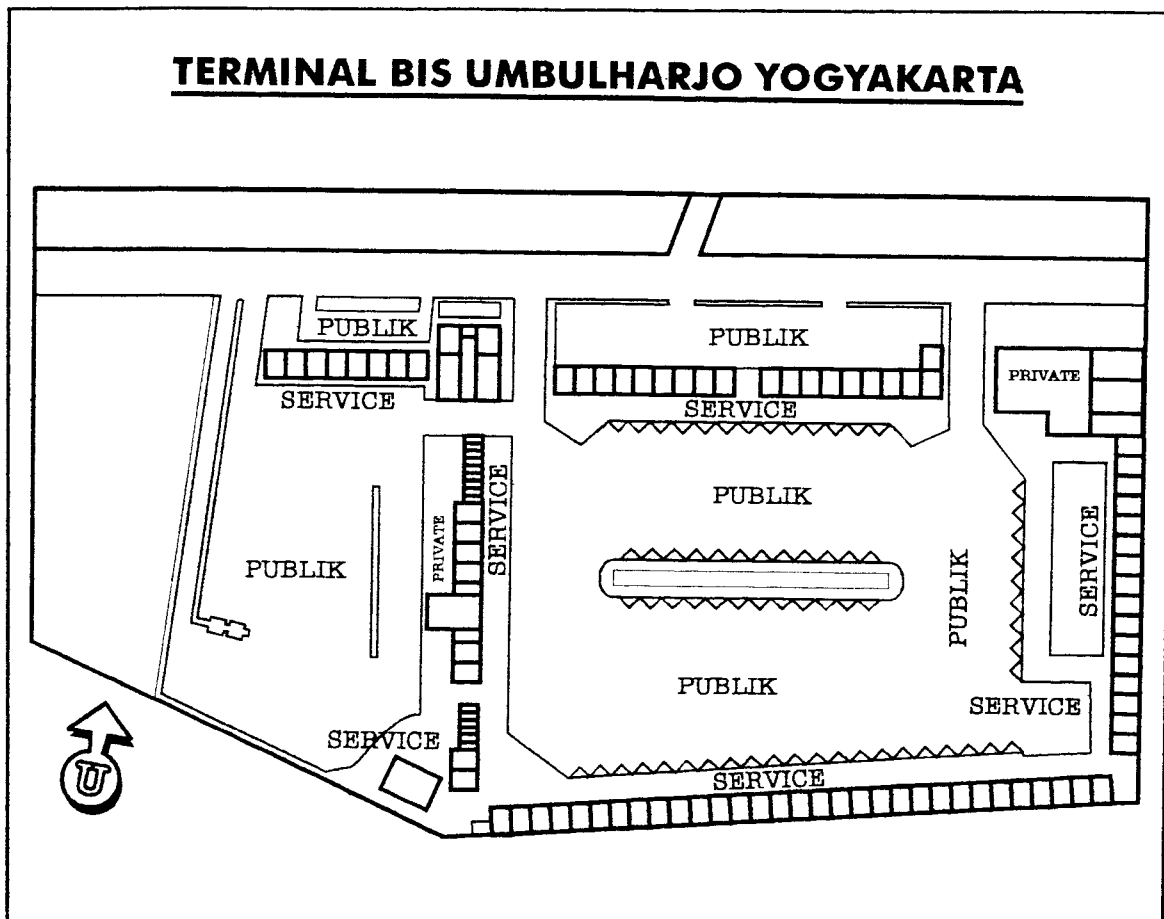 TERMINAL BIS UMBULHARJO YOGYAKARTA
PUBLIK
PUBLIK
PRIVATE
SERVICE
SERVICE
SERVICE
PUBLIK
PRIVATE
SERVICE
PUBLIK
PUBLIK
PUBLIK
SERVICE
SERVICE
SERVICE
U